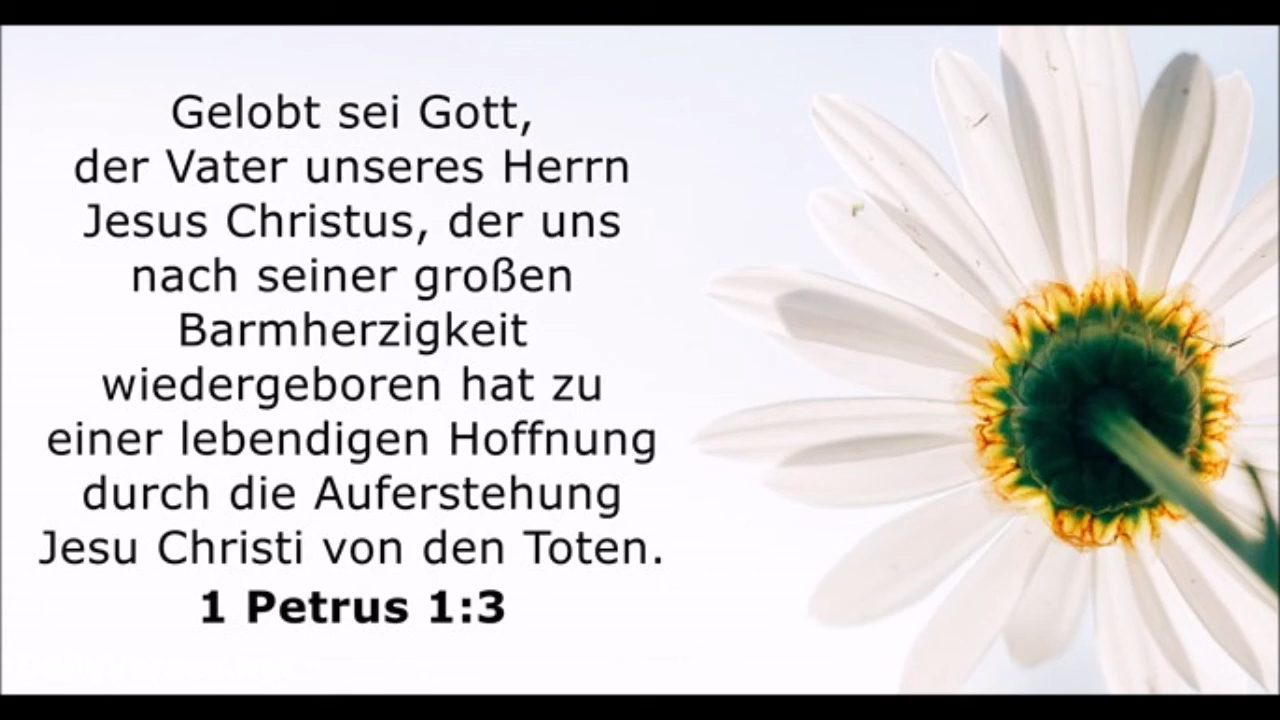 Gelobt sei Gott,
der Vater unseres Herrn
Jesus Christus, der uns
nach seiner großen
Barmherzigkeit
wiedergeboren hat zu
einer lebendigen Hoffnung
durch die Auferstehung
Jesu Christi von den Toten.
1 Petrus 1:3